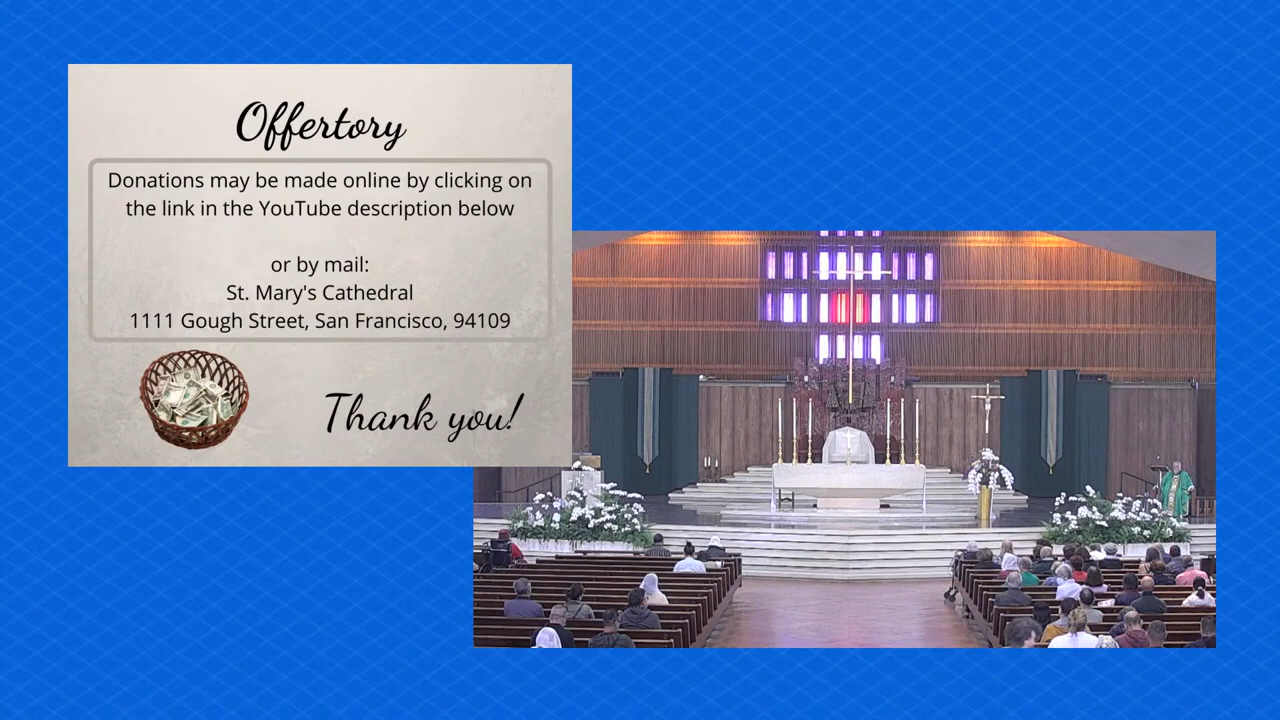 Offertory
Donations may be made online by clicking on
the link in the YouTube description below
or by mail:
St. Mary's Cathedral
1111 Gough Street, San Francisco, 94109
Thank you!